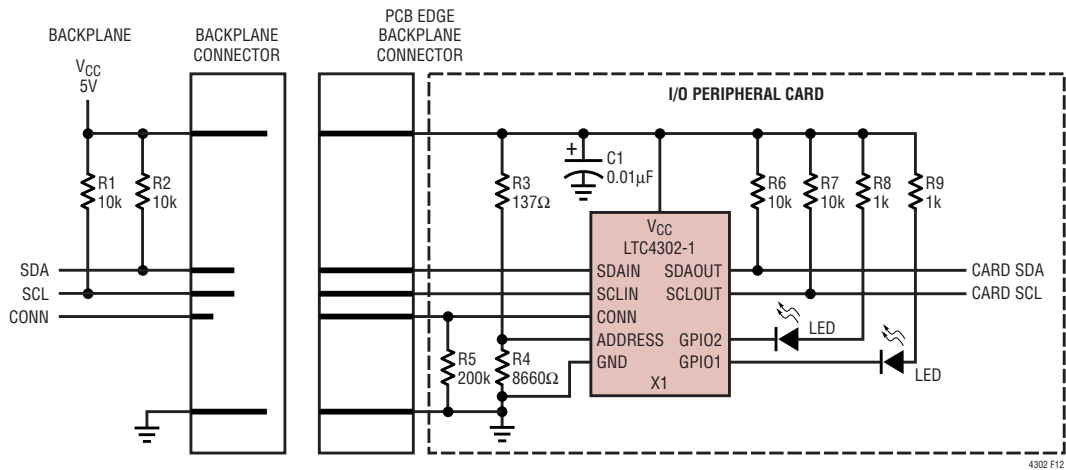 BACKPLANE
V_CC
5V
BACKPLANE
CONNECTOR
PCB EDGE
BACKPLANE
CONNECTOR
I/O PERIPHERAL CARD
R1
10k
R2
10k
R3
137Ω
+
C1
0.01µF
R6
10k
R7
10k
R8
1k
R9
1k
V_CC
LTC4302-1
SDA
SCL
CONN
SDAIN SDAOUT
SCLIN SCLOUT
CONN
ADDRESS GPIO2
GND GPIO1
X1
CARD SDA
CARD SCL
LED
LED
R5
200k
R4
8660Ω
4302 F12